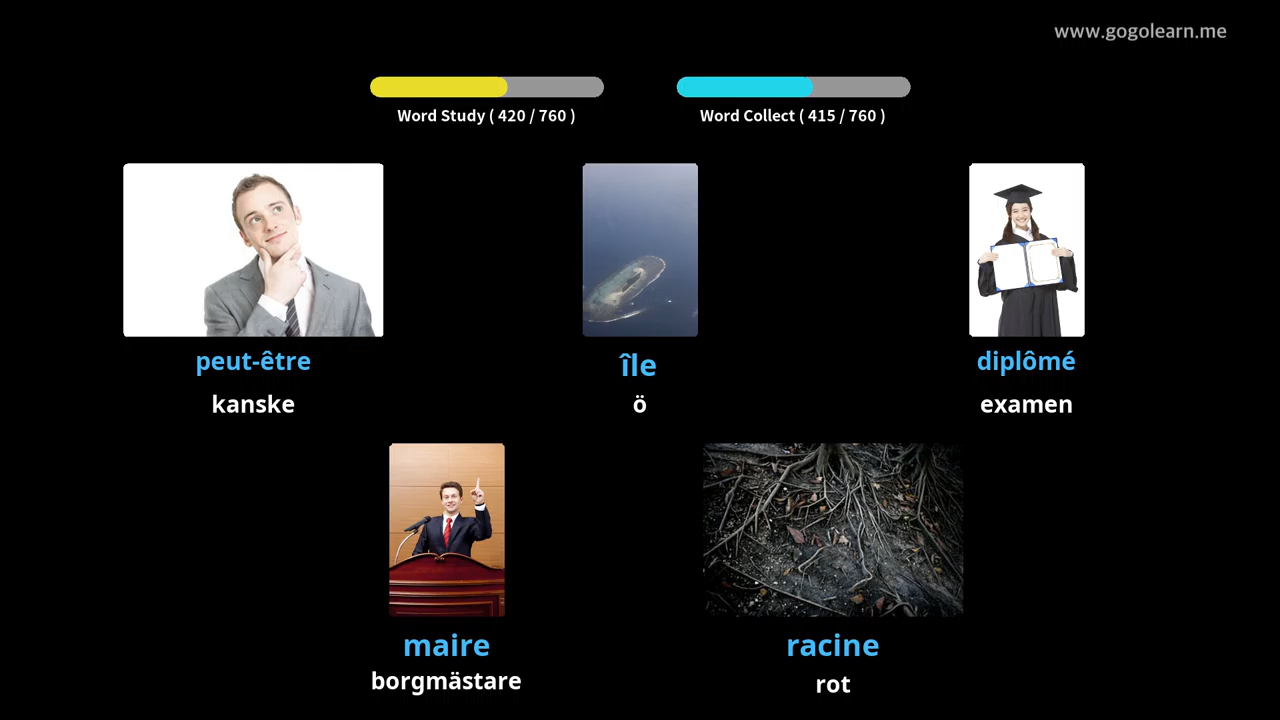 www.gogolearn.me
Word Study ( 420 / 760 )
Word Collect ( 415 / 760 )
peut-être
kanske
île
ö
diplômé
examen
maire
borgmästare
racine
rot